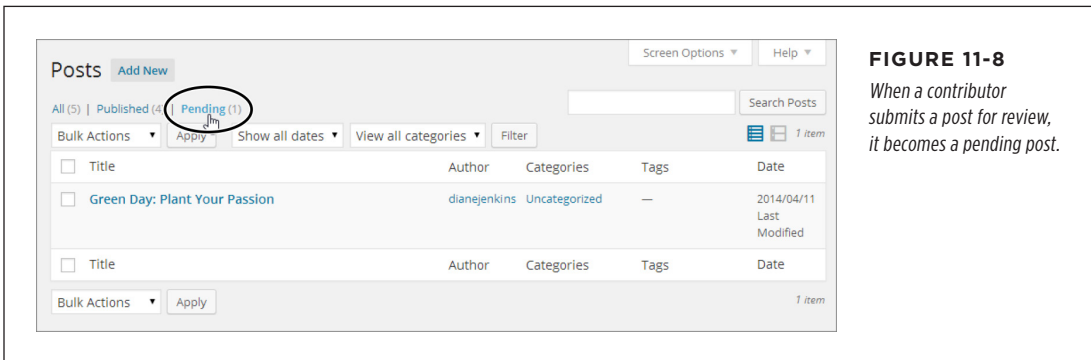 Screen Options ▼ Help ▼
Posts Add New
All (5) | Published (4) | Pending (1)
Search Posts
Bulk Actions ▼ Apply Show all dates ▼ View all categories ▼ Filter 1 item
Title Author Categories Tags Date
Green Day: Plant Your Passion dianejenkins Uncategorized — 2014/04/11
Last
Modified
Title Author Categories Tags Date
Bulk Actions ▼ Apply 1 item
FIGURE 11-8
When a contributor
submits a post for review,
it becomes a pending post.